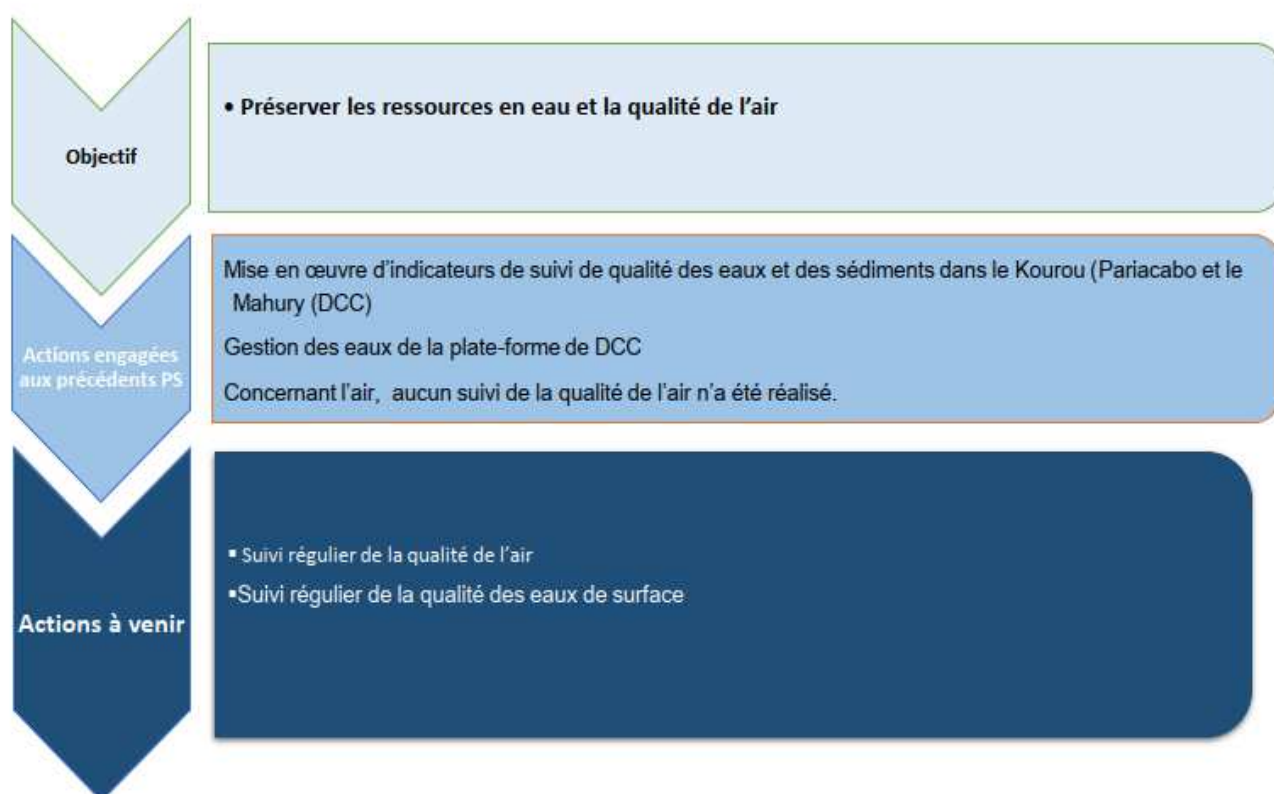 Objectif
• Préserver les ressources en eau et la qualité de l'air
Actions engagées
aux précédents PS
Mise en œuvre d'indicateurs de suivi de qualité des eaux et des sédiments dans le Kourou (Pariacabo et le
Mahury (DCC)
Gestion des eaux de la plate-forme de DCC
Concernant l'air, aucun suivi de la qualité de l'air n'a été réalisé.
Actions à venir
▪ Suivi régulier de la qualité de l'air
▪Suivi régulier de la qualité des eaux de surface